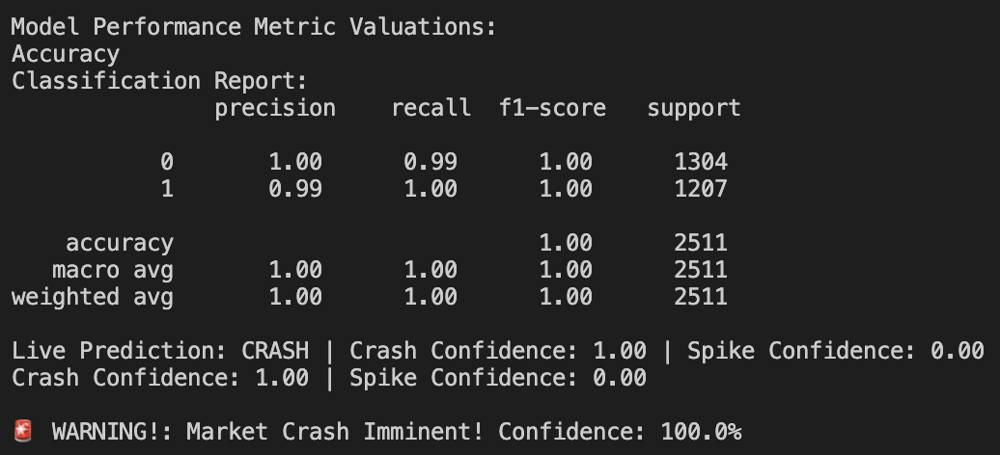 Model Performance Metric Valuations:
Accuracy
Classification Report:
precision recall f1-score support
0 1.00 0.99 1.00 1304
1 0.99 1.00 1.00 1207
accuracy 1.00 2511
macro avg 1.00 1.00 1.00 2511
weighted avg 1.00 1.00 1.00 2511
Live Prediction: CRASH | Crash Confidence: 1.00 | Spike Confidence: 0.00
Crash Confidence: 1.00 | Spike Confidence: 0.00
🚨 WARNING!: Market Crash Imminent! Confidence: 100.0%